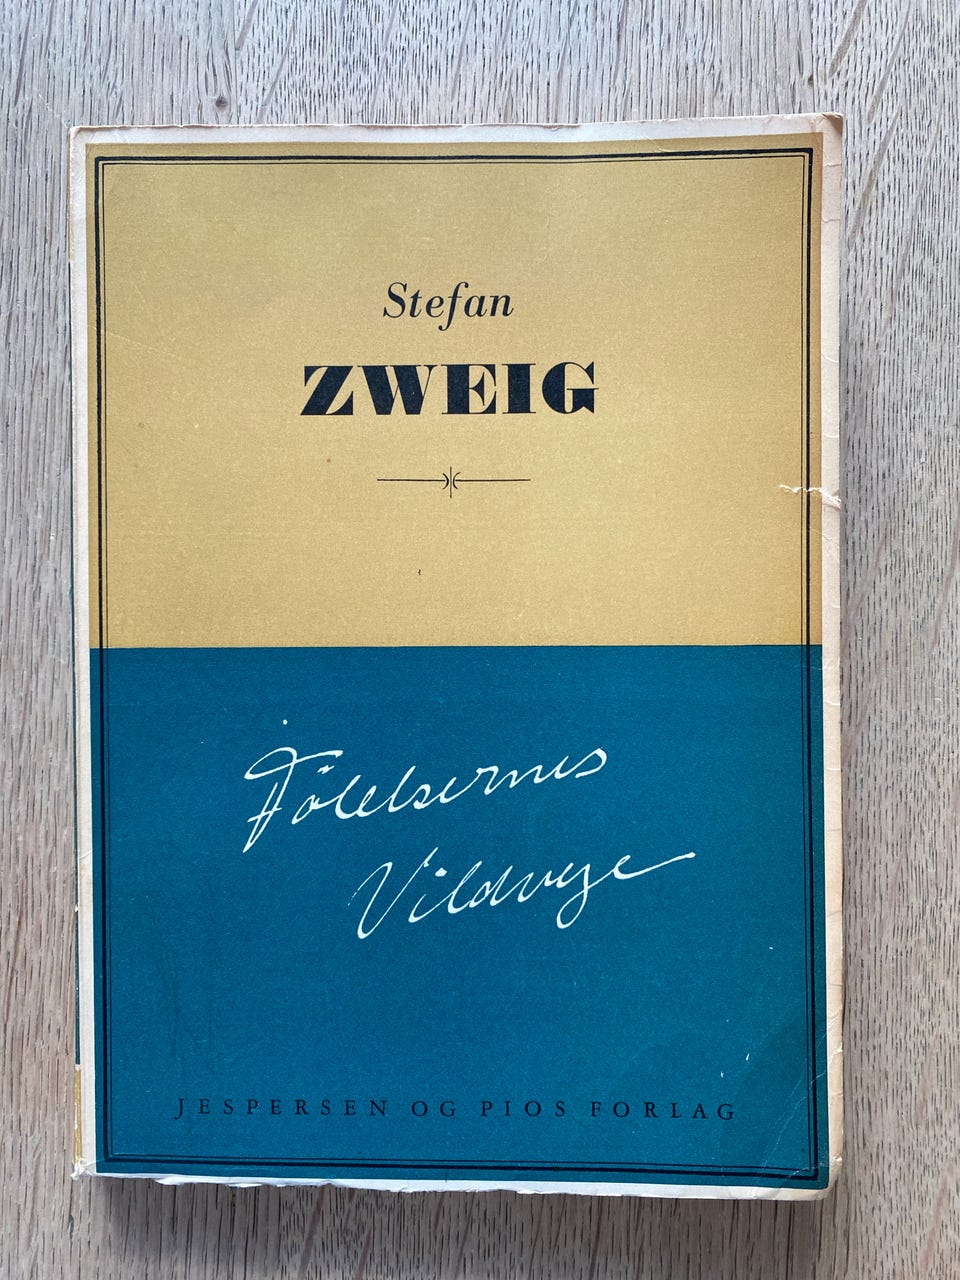 Stefan
ZWEIG
Følelsernes
Vildveje
JESPERSEN OG PIOS FORLAG